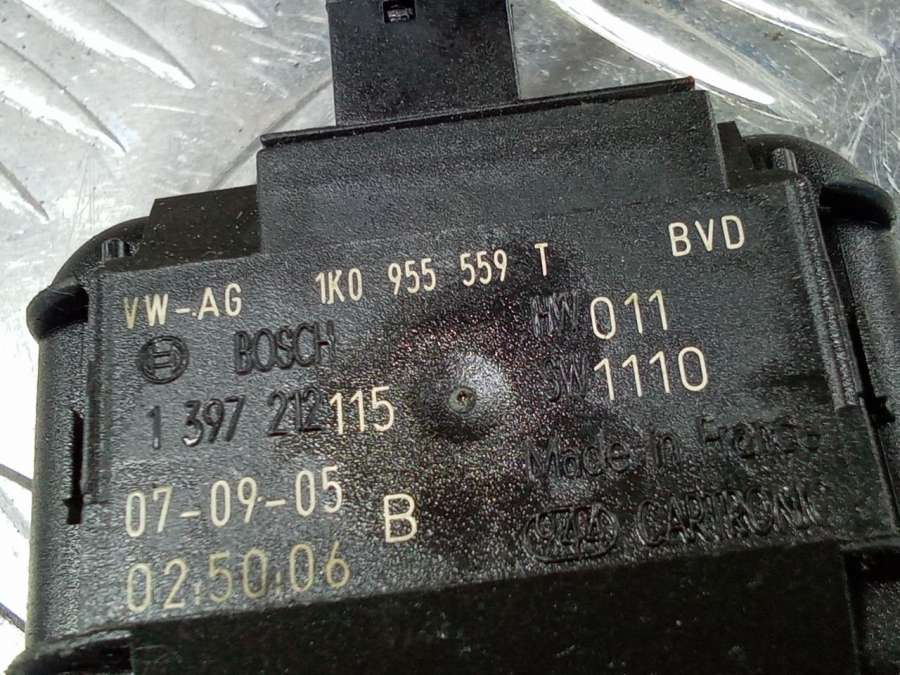 BVD
VW-AG 1K0 955 559 T
BOSCH HW 011
1 397 212 115 SW 1110
Made in France
07-09-05 B CARTRONIC
02:50:06